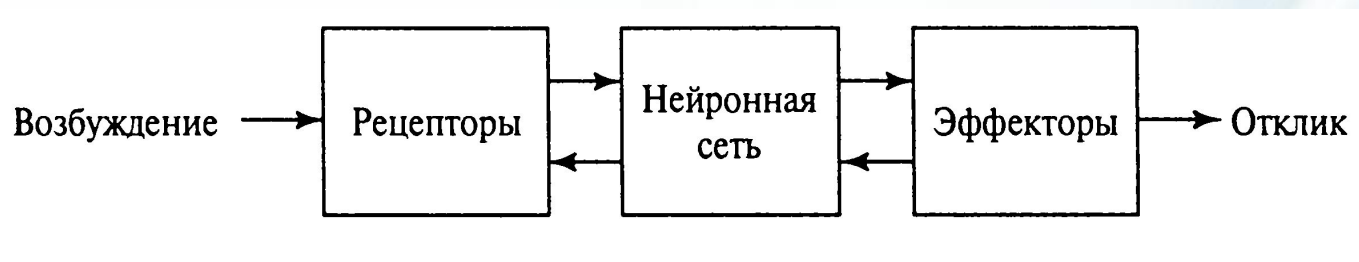 Возбуждение
Рецепторы
Нейронная
сеть
Эффекторы
Отклик